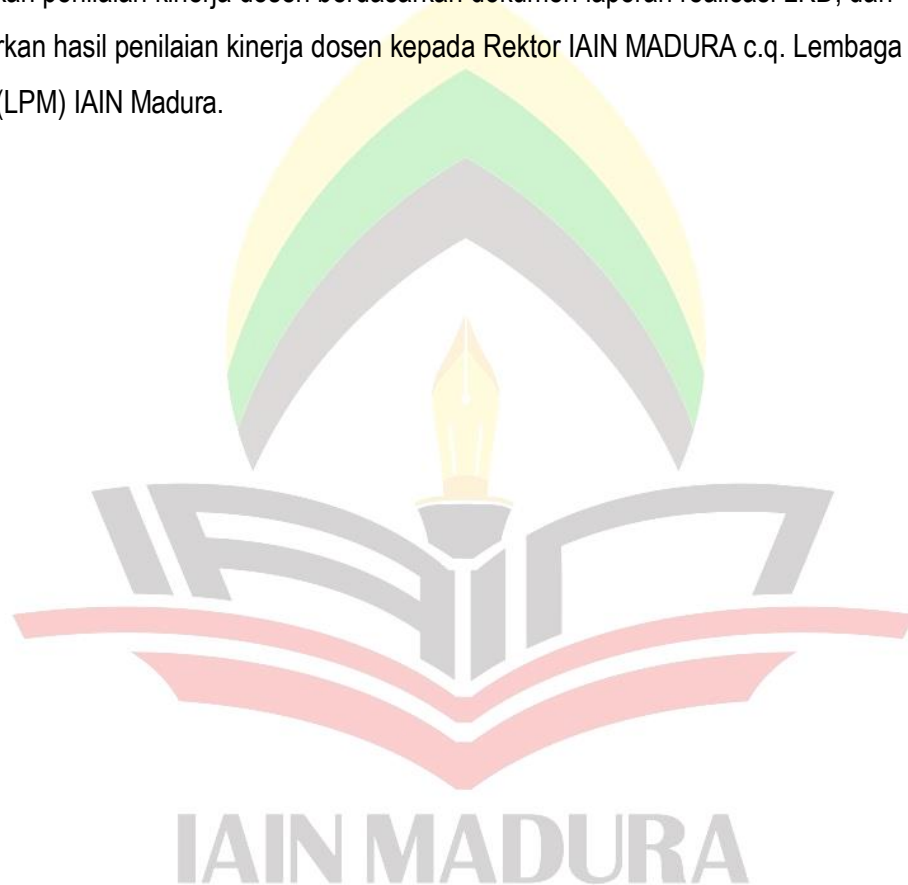 kan penilaian kinerja dosen berdasarkan dokumen laporan realisasi LKD; dan
rkan hasil penilaian kinerja dosen kepada Rektor IAIN MADURA c.q. Lembaga
(LPM) IAIN Madura.
IAIN
IAIN MADURA